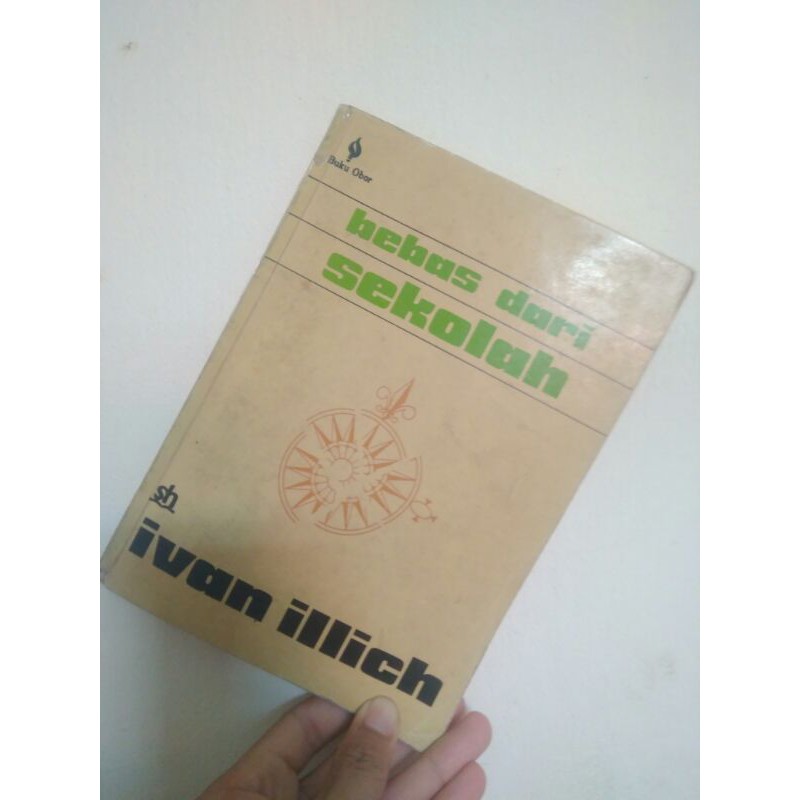 Buku Obor
bebas dari
sekolah
sh
ivan illich